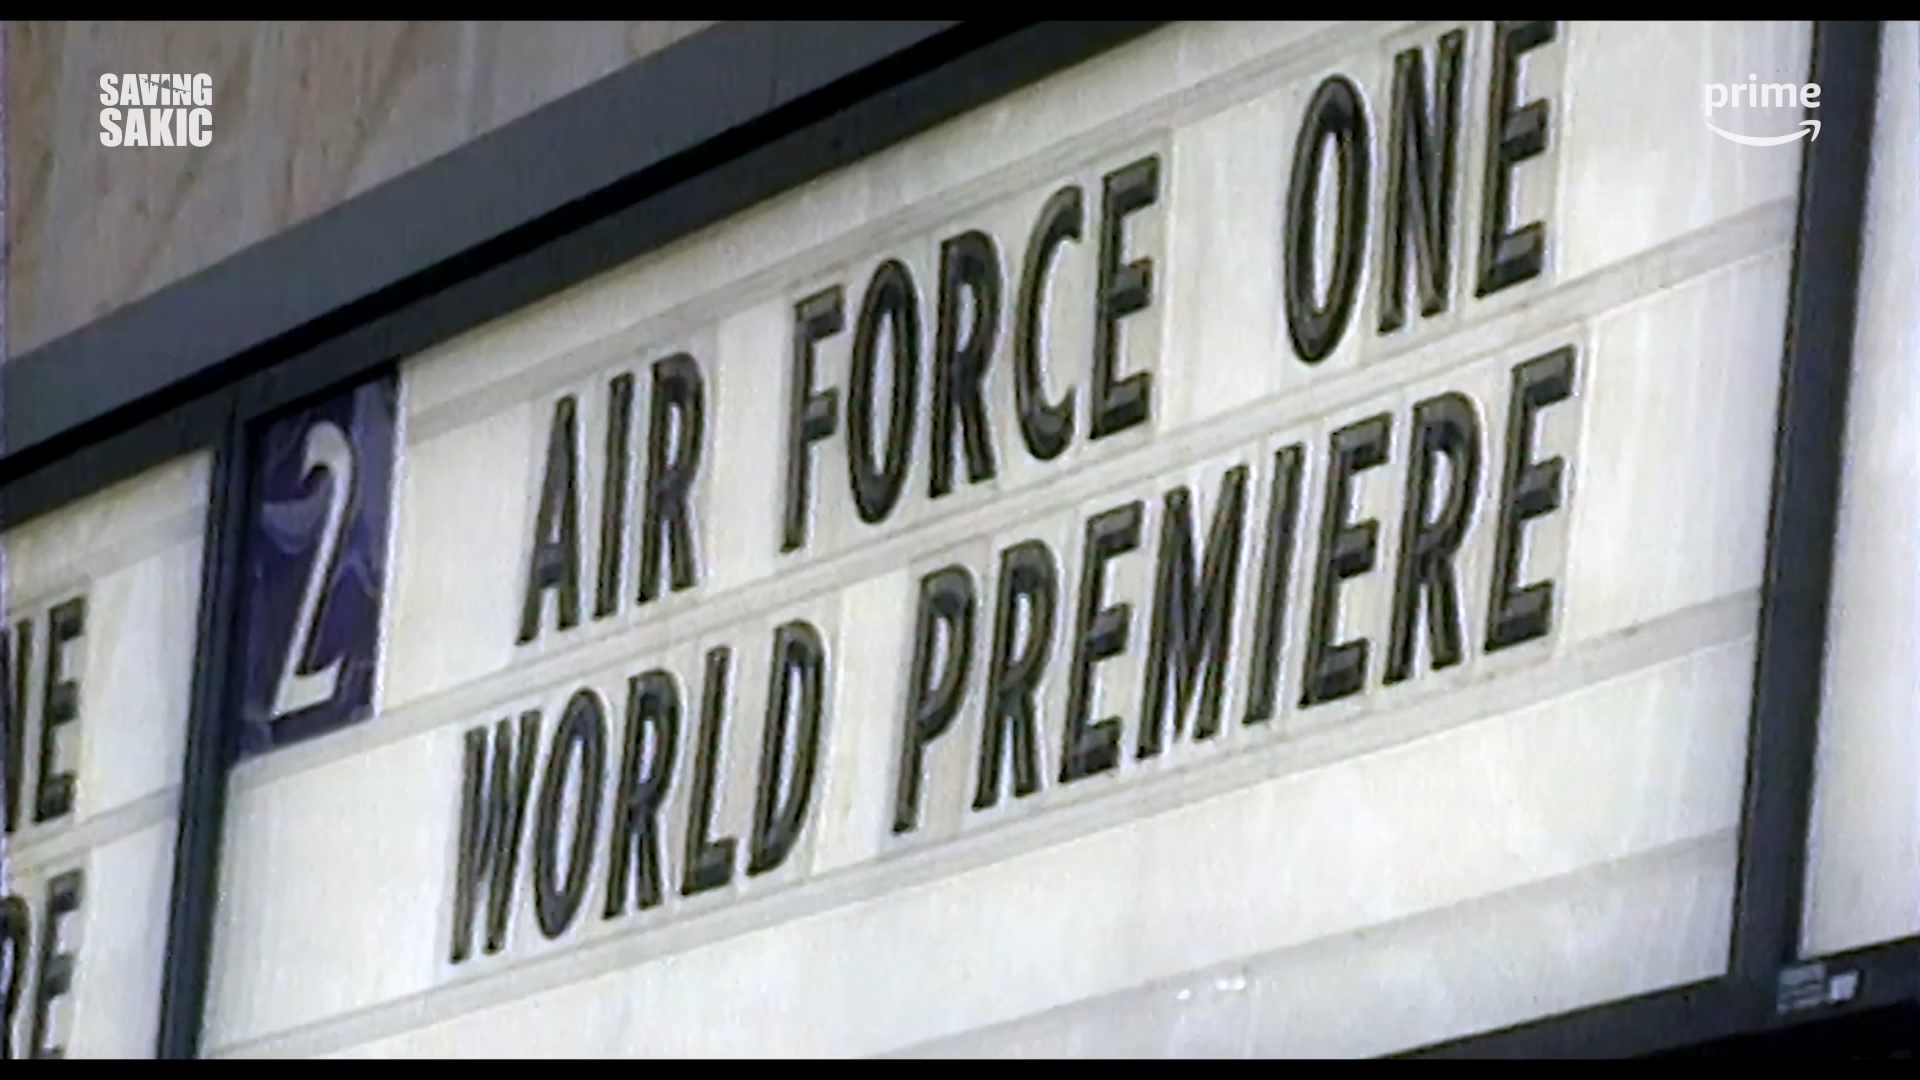 SAVING
SAKIC
prime
2
AIR FORCE ONE
WORLD PREMIERE